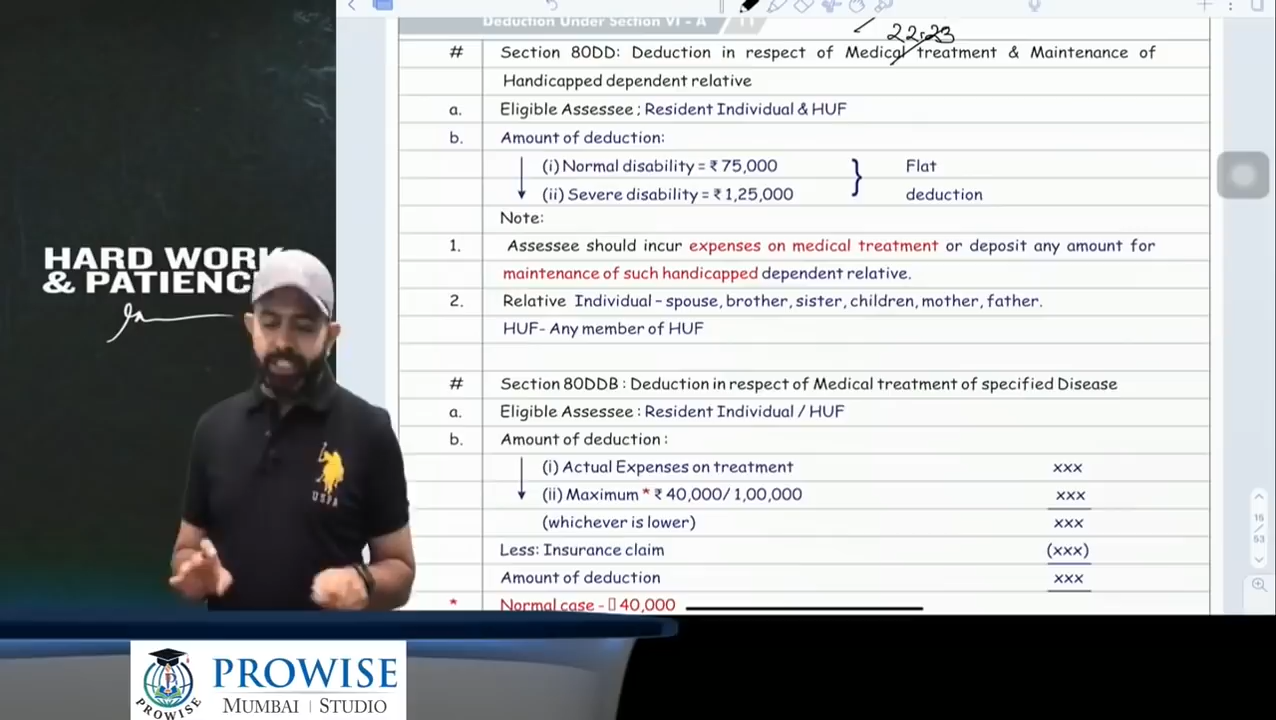 Deduction Under Section VI - A 11
22-23
# Section 80DD: Deduction in respect of Medical treatment & Maintenance of
Handicapped dependent relative
a. Eligible Assessee ; Resident Individual & HUF
b. Amount of deduction:
(i) Normal disability = ₹ 75,000 } Flat
(ii) Severe disability = ₹ 1,25,000 deduction
Note:
1. Assessee should incur expenses on medical treatment or deposit any amount for
maintenance of such handicapped dependent relative.
2. Relative Individual – spouse, brother, sister, children, mother, father.
HUF- Any member of HUF
# Section 80DDB : Deduction in respect of Medical treatment of specified Disease
a. Eligible Assessee : Resident Individual / HUF
b. Amount of deduction :
(i) Actual Expenses on treatment xxx
(ii) Maximum * ₹ 40,000/ 1,00,000 xxx
(whichever is lower) xxx
Less: Insurance claim (xxx)
Amount of deduction xxx
* Normal case - ▯ 40,000
HARD WORK
& PATIENC
USPA
16
/
53
PROWISE
PROWISE
MUMBAI | STUDIO